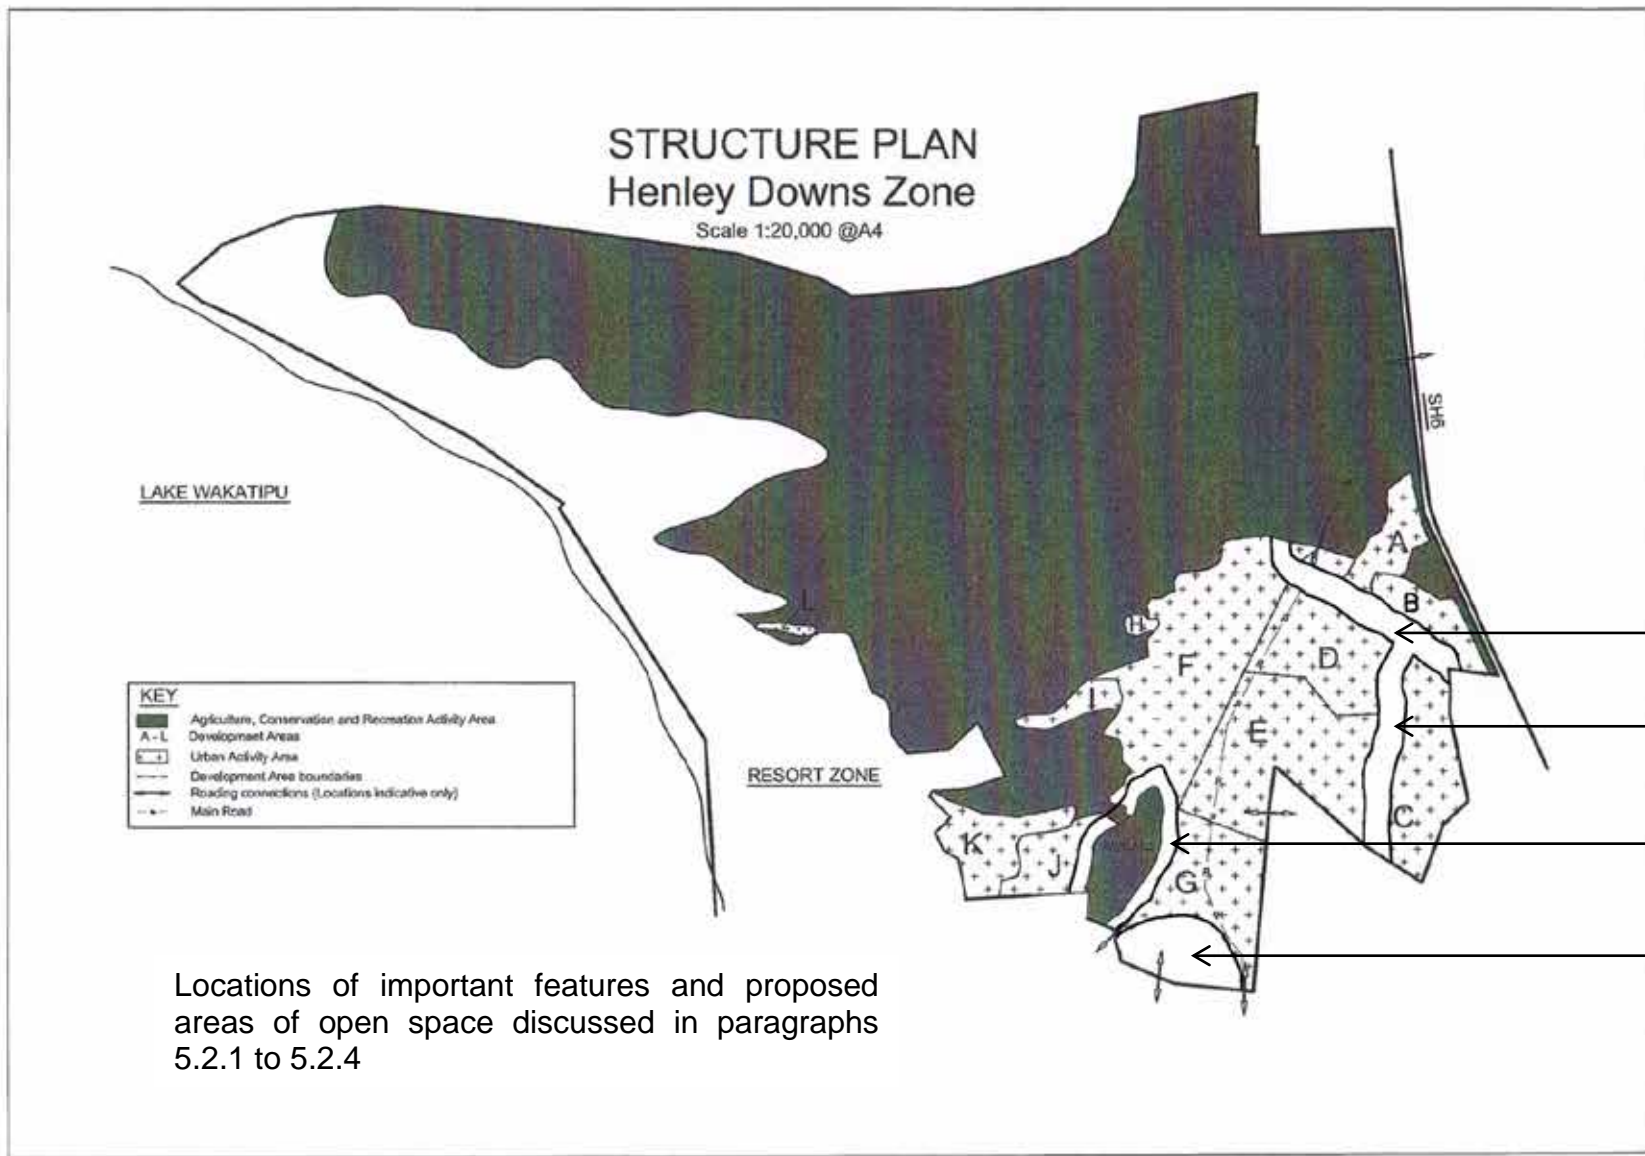 STRUCTURE PLAN
Henley Downs Zone
Scale 1:20,000 @A4
SH6
LAKE WAKATIPU
A
B
L
H
F
D
I
E
KEY
Agriculture, Conservation and Recreation Activity Area
A - L Development Areas
Urban Activity Area
Development Area boundaries
Roading connections (Locations indicative only)
Main Road
RESORT ZONE
C
K
J
G
Locations of important features and proposed
areas of open space discussed in paragraphs
5.2.1 to 5.2.4